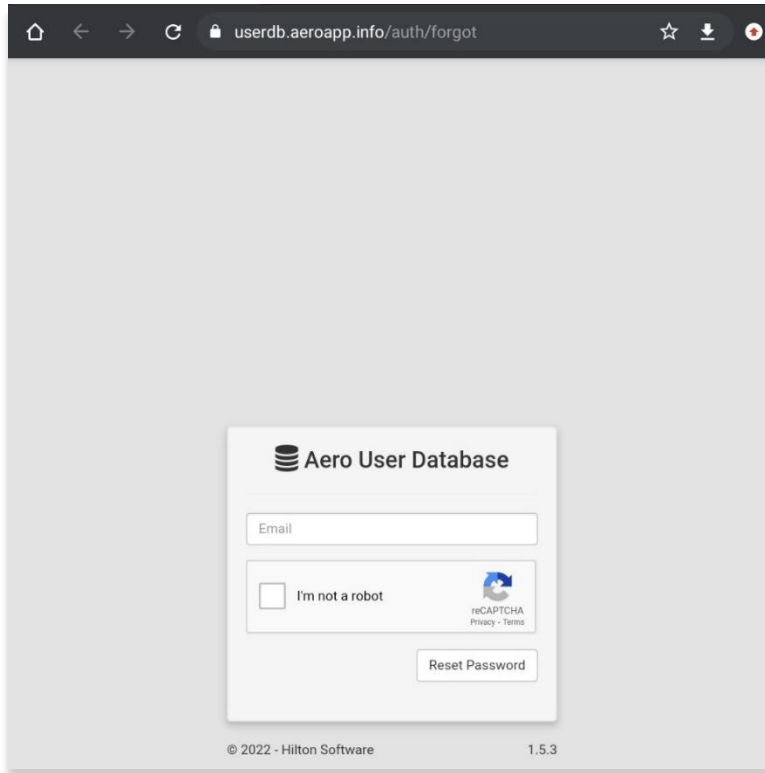 userdb.aeroapp.info/auth/forgot
Aero User Database
Email
I'm not a robot
reCAPTCHA
Privacy - Terms
Reset Password
© 2022 - Hilton Software 1.5.3